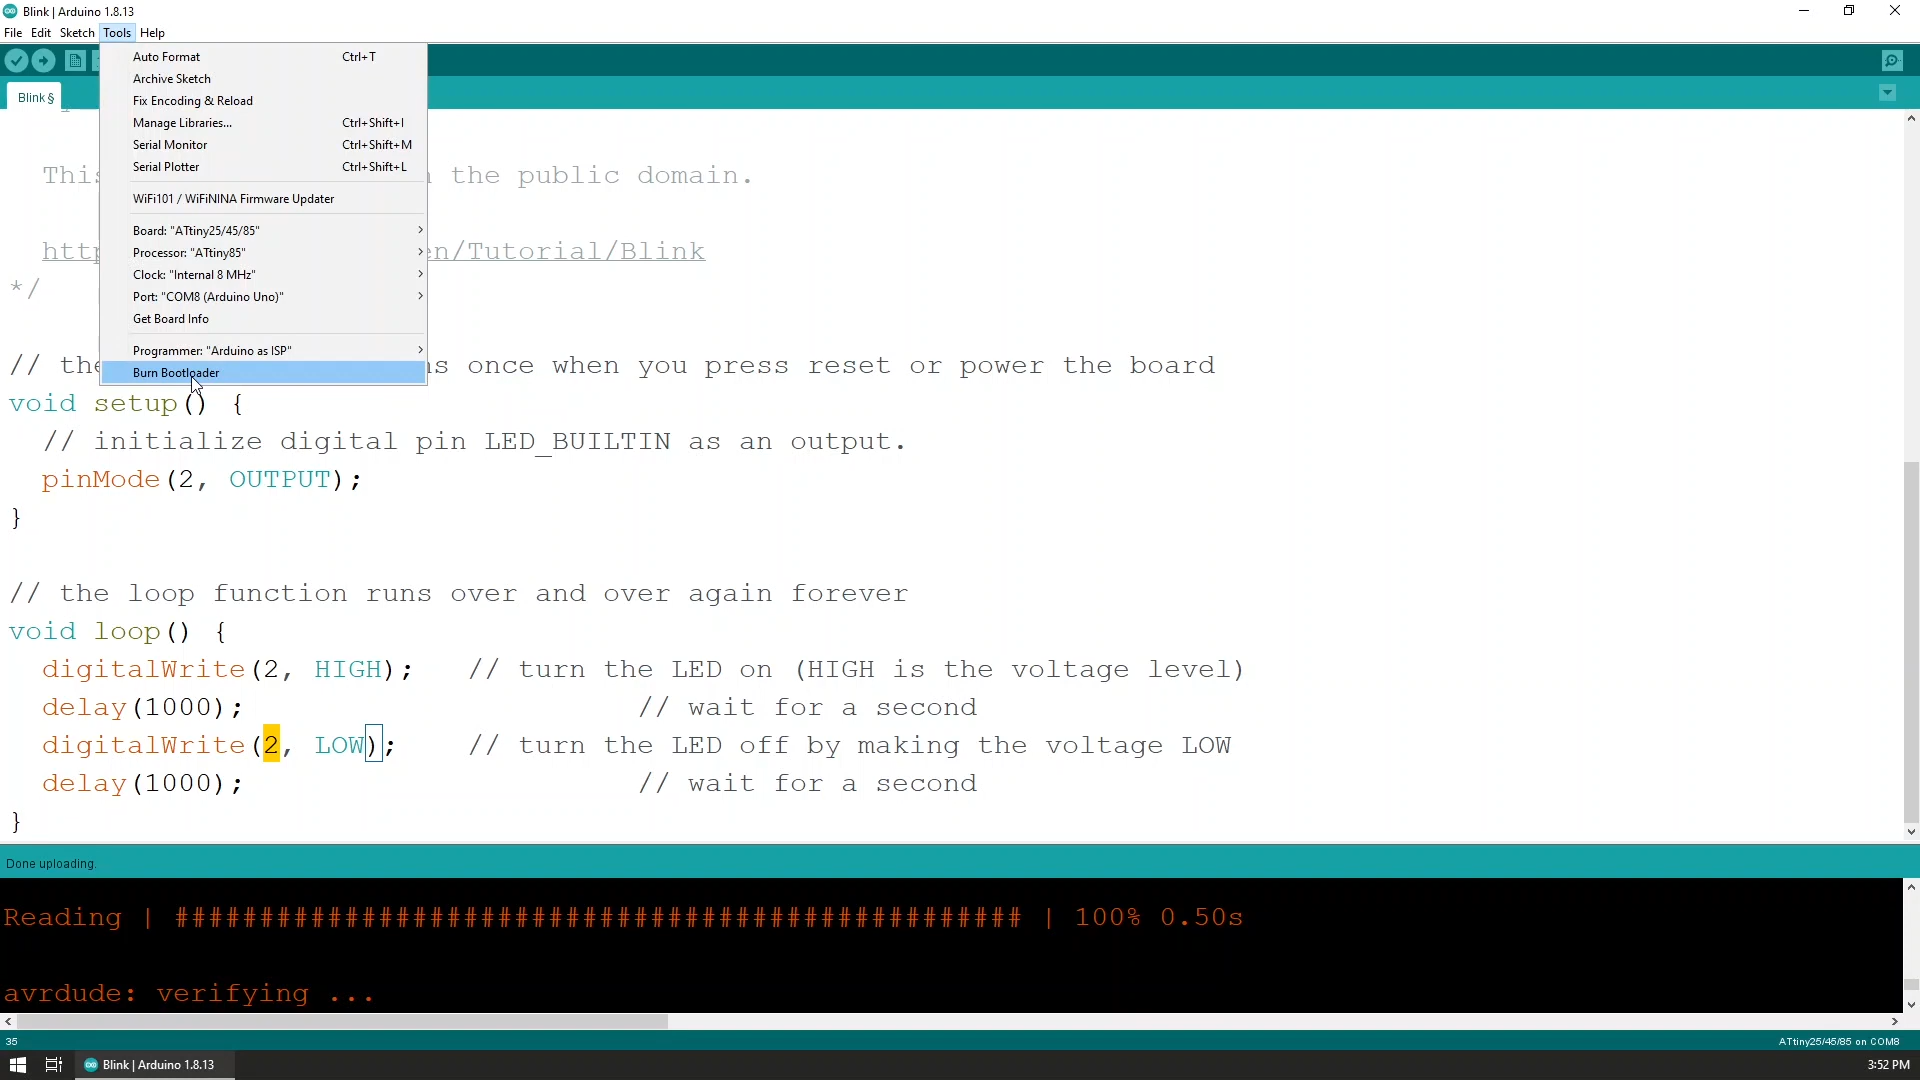 Blink | Arduino 1.8.13
File Edit Sketch Tools Help
Auto Format Ctrl+T
Archive Sketch
Fix Encoding & Reload
Manage Libraries... Ctrl+Shift+I
Serial Monitor Ctrl+Shift+M
Serial Plotter Ctrl+Shift+L
WiFi101 / WiFiNINA Firmware Updater
Board: "ATtiny25/45/85"
Processor: "ATtiny85"
Clock: "Internal 8 MHz"
Port: "COM8 (Arduino Uno)"
Get Board Info
Programmer: "Arduino as ISP"
Burn Bootloader
Blink §
This the public domain.
http en/Tutorial/Blink
*/
// the s once when you press reset or power the board
void setup() {
// initialize digital pin LED_BUILTIN as an output.
pinMode(2, OUTPUT);
}
// the loop function runs over and over again forever
void loop() {
digitalWrite(2, HIGH); // turn the LED on (HIGH is the voltage level)
delay(1000); // wait for a second
digitalWrite(2, LOW); // turn the LED off by making the voltage LOW
delay(1000); // wait for a second
}
Done uploading.
Reading | ################################################## | 100% 0.50s
avrdude: verifying ...
35 ATtiny25/45/85 on COM8
Blink | Arduino 1.8.13 3:52 PM